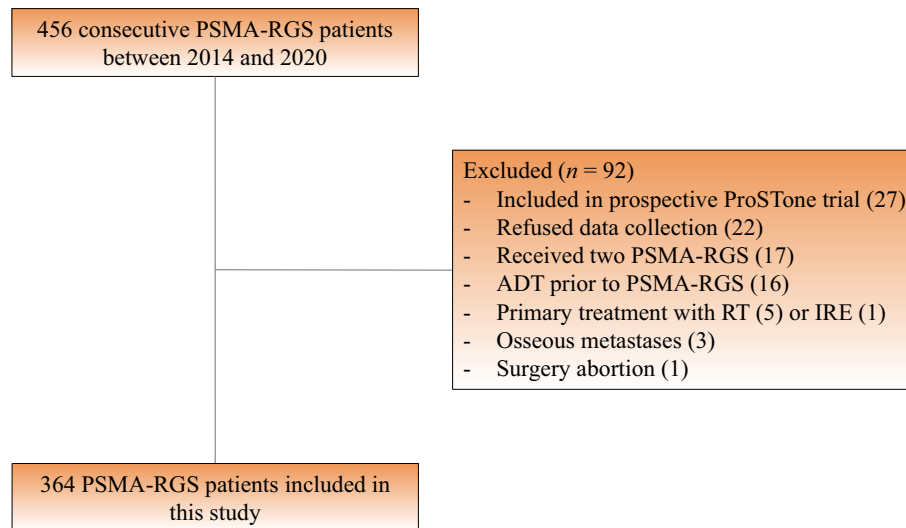 456 consecutive PSMA-RGS patients
between 2014 and 2020
Excluded (n = 92)
- Included in prospective ProSTone trial (27)
- Refused data collection (22)
- Received two PSMA-RGS (17)
- ADT prior to PSMA-RGS (16)
- Primary treatment with RT (5) or IRE (1)
- Osseous metastases (3)
- Surgery abortion (1)
364 PSMA-RGS patients included in
this study